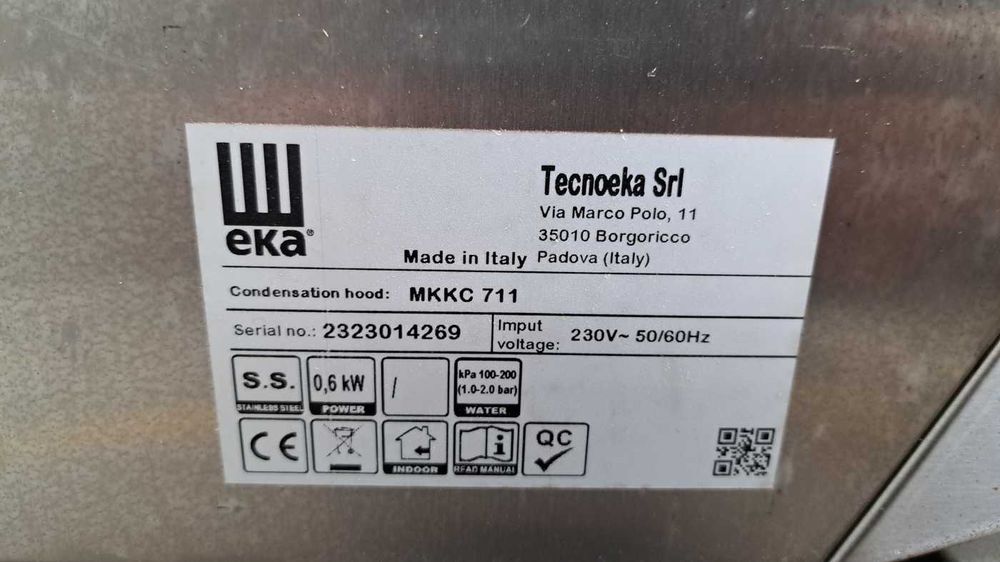 eка®
Tecnoeka Srl
Via Marco Polo, 11
35010 Borgoricco
Made in Italy Padova (Italy)
Condensation hood: MKKC 711
Serial no.: 2323014269
Imput voltage: 230V~ 50/60Hz
S.S.
STAINLESS STEEL
0,6 kW
POWER
/
kPa 100-200
(1.0-2.0 bar)
WATER
CE
INDOOR
i
READ MANUAL
QC